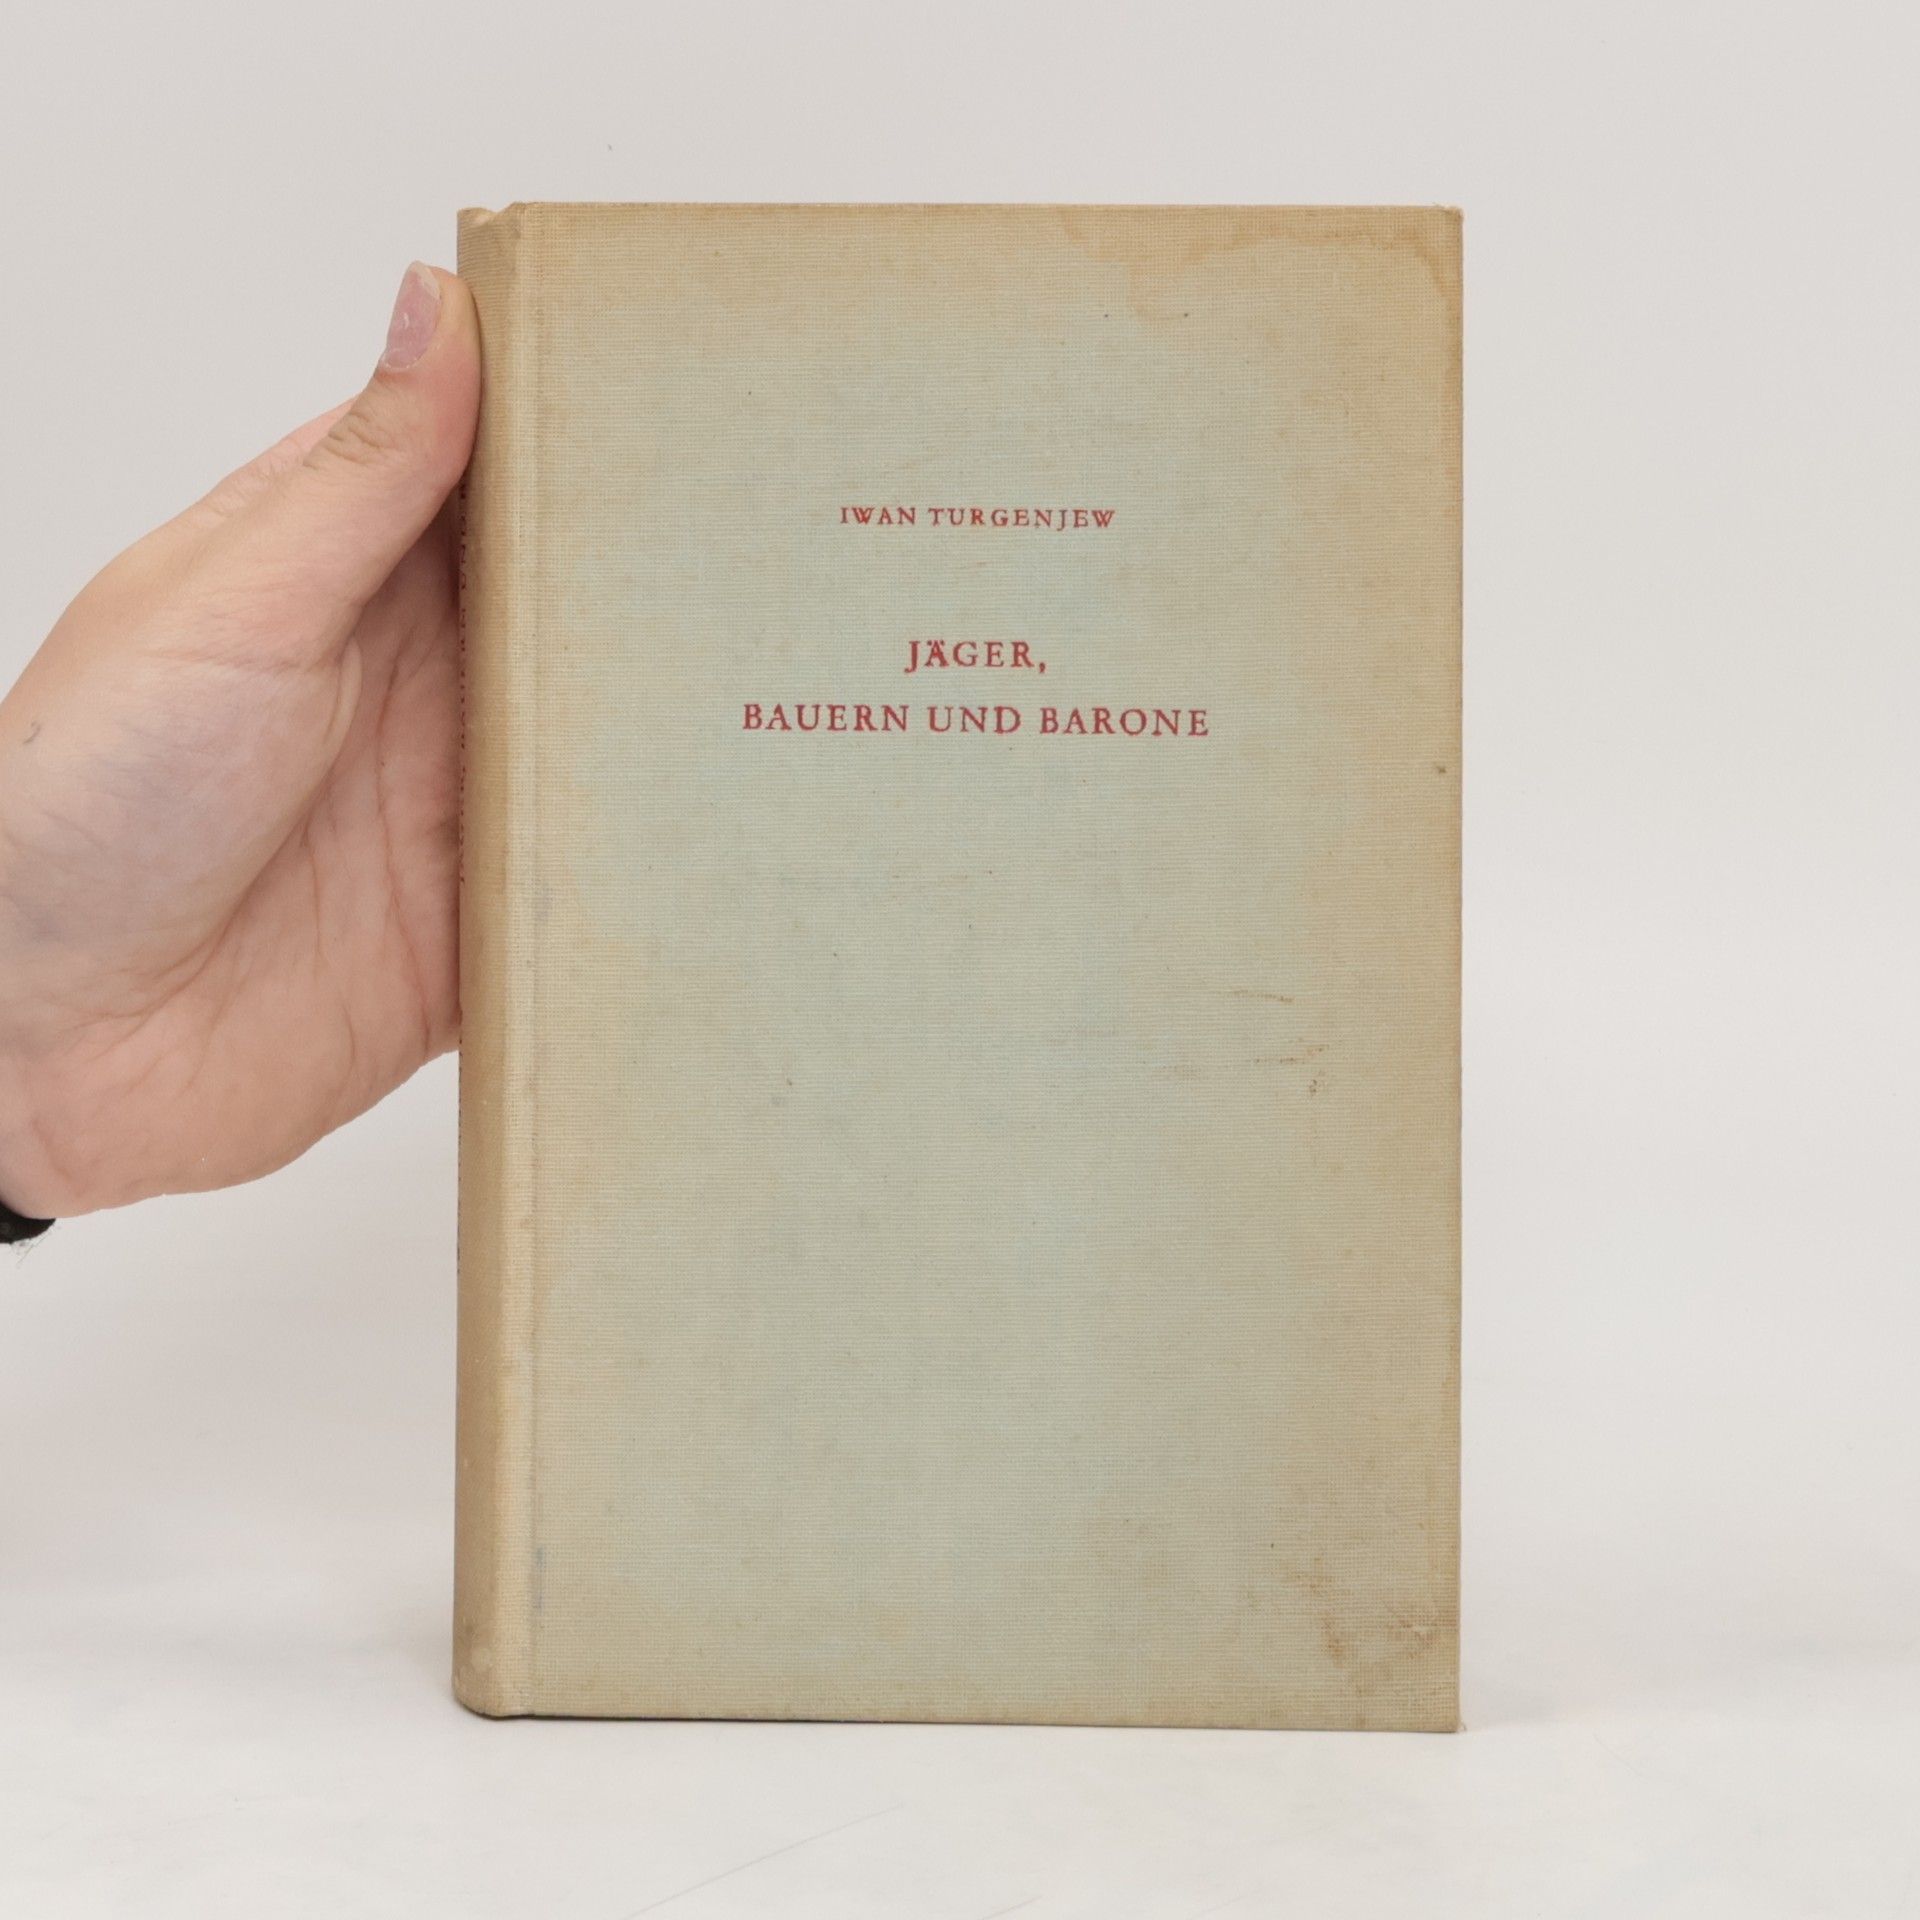 IWAN TURGENJEW
JÄGER,
BAUERN UND BARONE